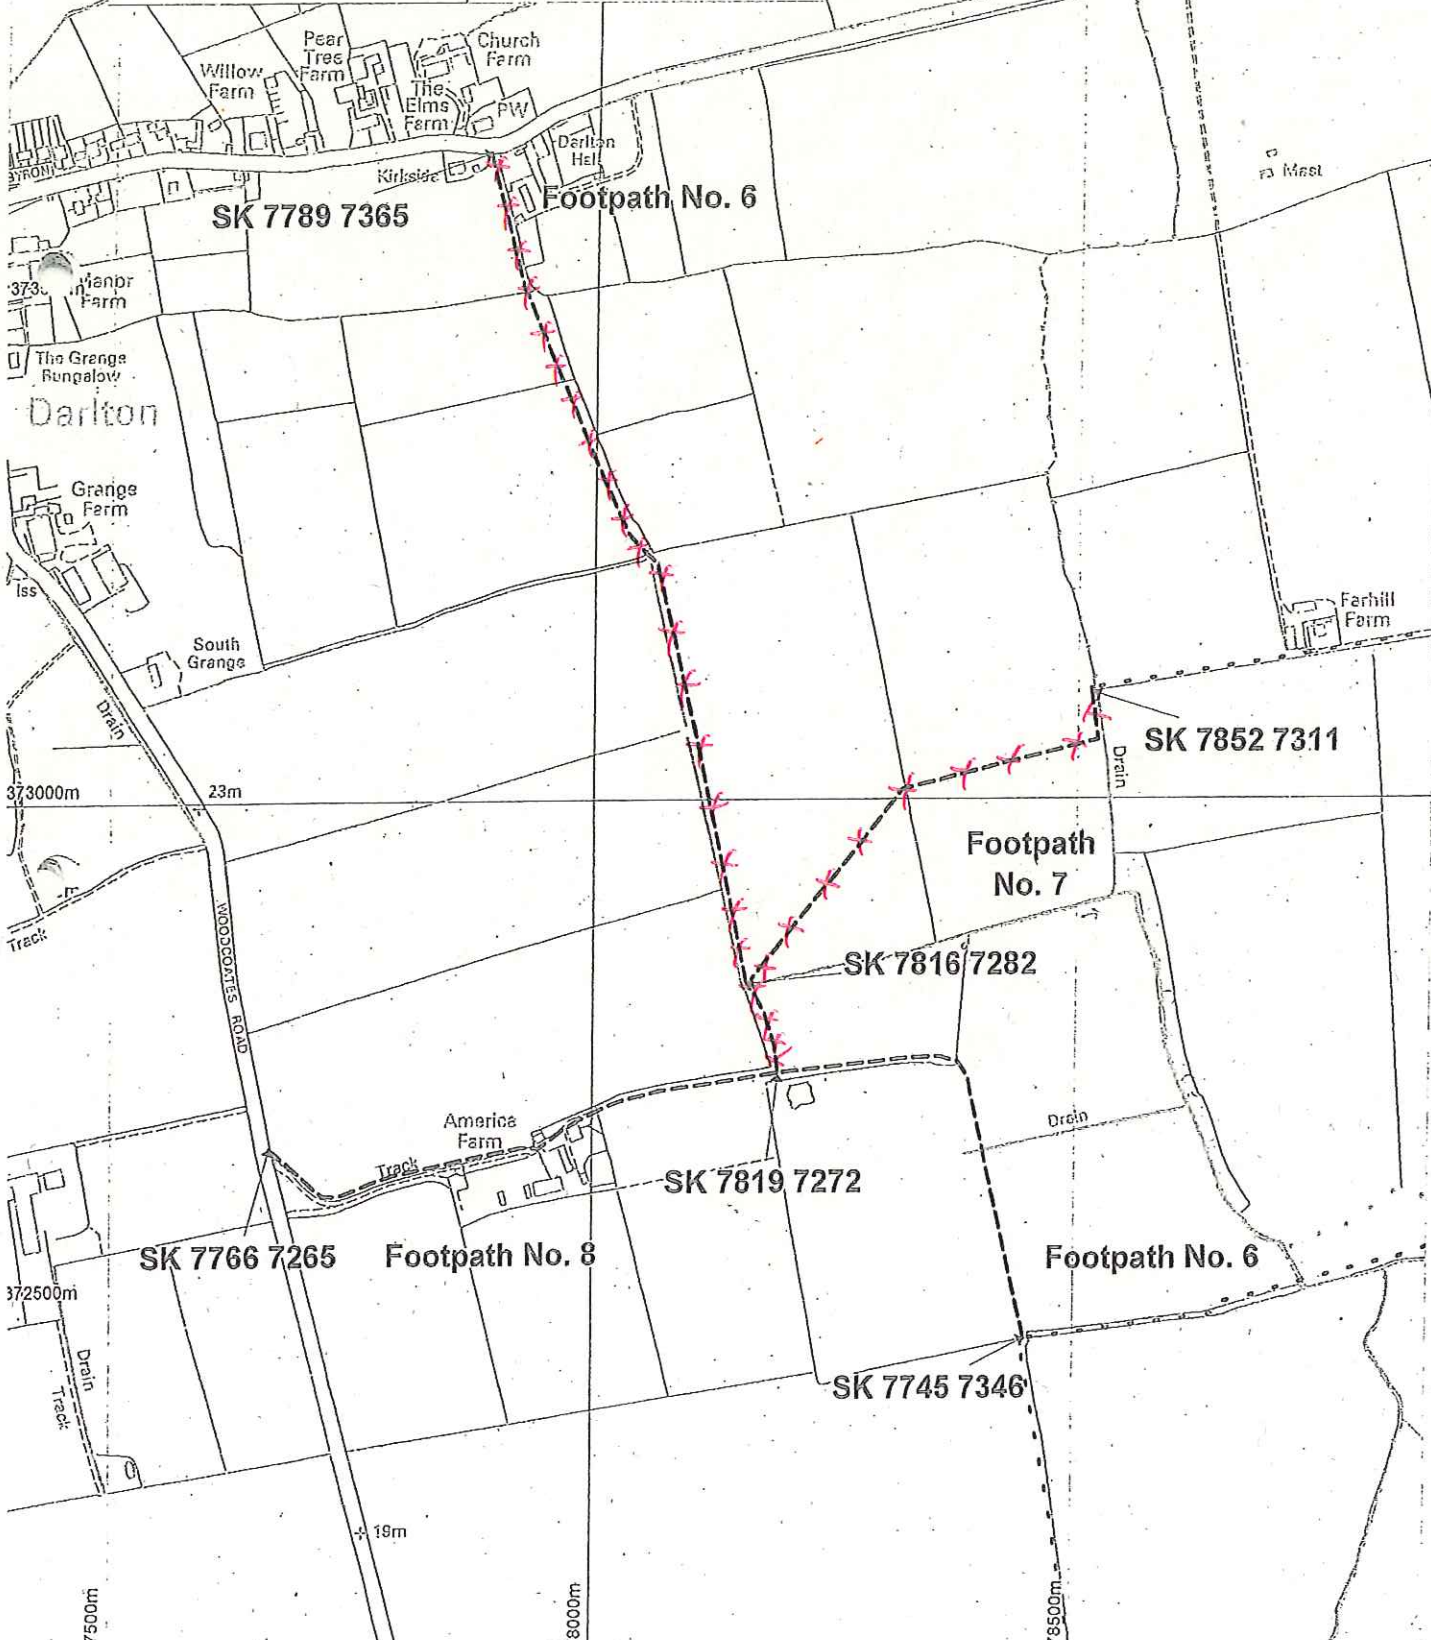 Pear
Tree
Farm
Church
Farm
Willow
Farm
The
Elms
Farm
PW
Darlton
Hall
Kirkside
BYRON
Mast
Footpath No. 6
SK 7789 7365
Manor
Farm
The Grange
Bungalow
Darlton
Grange
Farm
Iss
South
Grange
Drain
Farhill
Farm
SK 7852 7311
Drain
373000m
23m
Footpath
No. 7
Track
WOODCOATES ROAD
SK 7816 7282
America
Farm
Drain
Track
SK 7819 7272
SK 7766 7265
Footpath No. 8
Footpath No. 6
372500m
Drain
Track
SK 7745 7346
19m
7500m
8000m
78500m